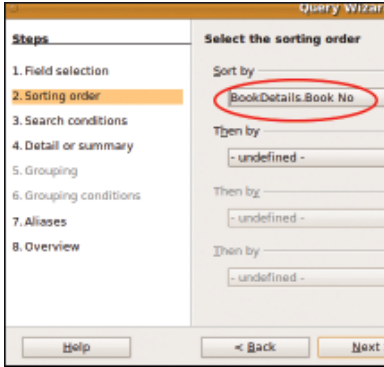 Query Wizar
Steps
1. Field selection
2. Sorting order
3. Search conditions
4. Detail or summary
5. Grouping
6. Grouping conditions
7. Aliases
8. Overview
Select the sorting order
Sort by
BookDetails.Book No
Then by
- undefined -
Then by
- undefined -
Then by
- undefined -
Help
< Back
Next